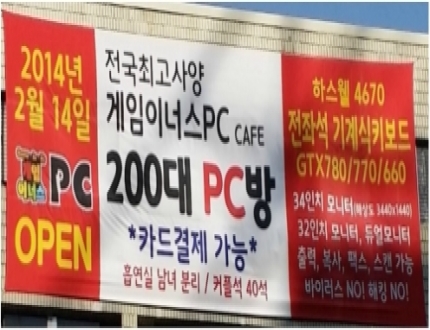 2014년
2월 14일
게임
이너스 PC
OPEN
전국최고사양
게임이너스PC CAFE
200대 PC방
*카드결제 가능*
흡연실 남녀 분리 / 커플석 40석
하스웰 4670
전좌석 기계식키보드
GTX780/770/660
34인치 모니터(해상도 3440x1440)
32인치 모니터, 듀얼모니터
출력, 복사, 팩스, 스캔 가능
바이러스 NO! 해킹 NO!